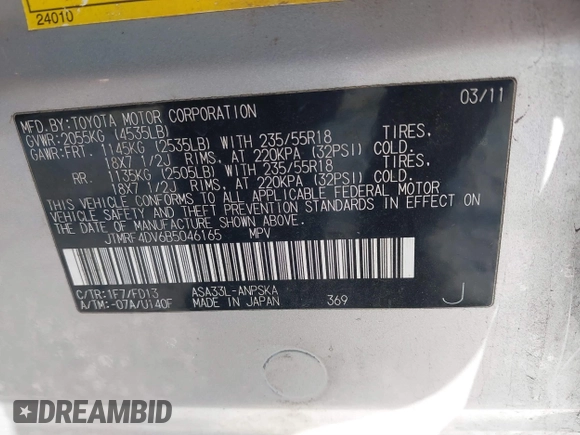 24010
MFD.BY:TOYOTA MOTOR CORPORATION 03/11
GVWR:2055KG (4535LB)
GAWR:FRT. 1145KG (2535LB) WITH 235/55R18 TIRES,
18X7 1/2J RIMS, AT 220KPA (32PSI) COLD.
RR. 1135KG (2505LB) WITH 235/55R18 TIRES,
18X7 1/2J RIMS, AT 220KPA (32PSI) COLD.
THIS VEHICLE CONFORMS TO ALL APPLICABLE FEDERAL MOTOR
VEHICLE SAFETY AND THEFT PREVENTION STANDARDS IN EFFECT ON
THE DATE OF MANUFACTURE SHOWN ABOVE.
JTMRF4DV6B5046165 MPV
C/TR:1F7/FD13 ASA33L-ANPSKA
A/TM:-07A/U140F MADE IN JAPAN 369 J
DREAMBID